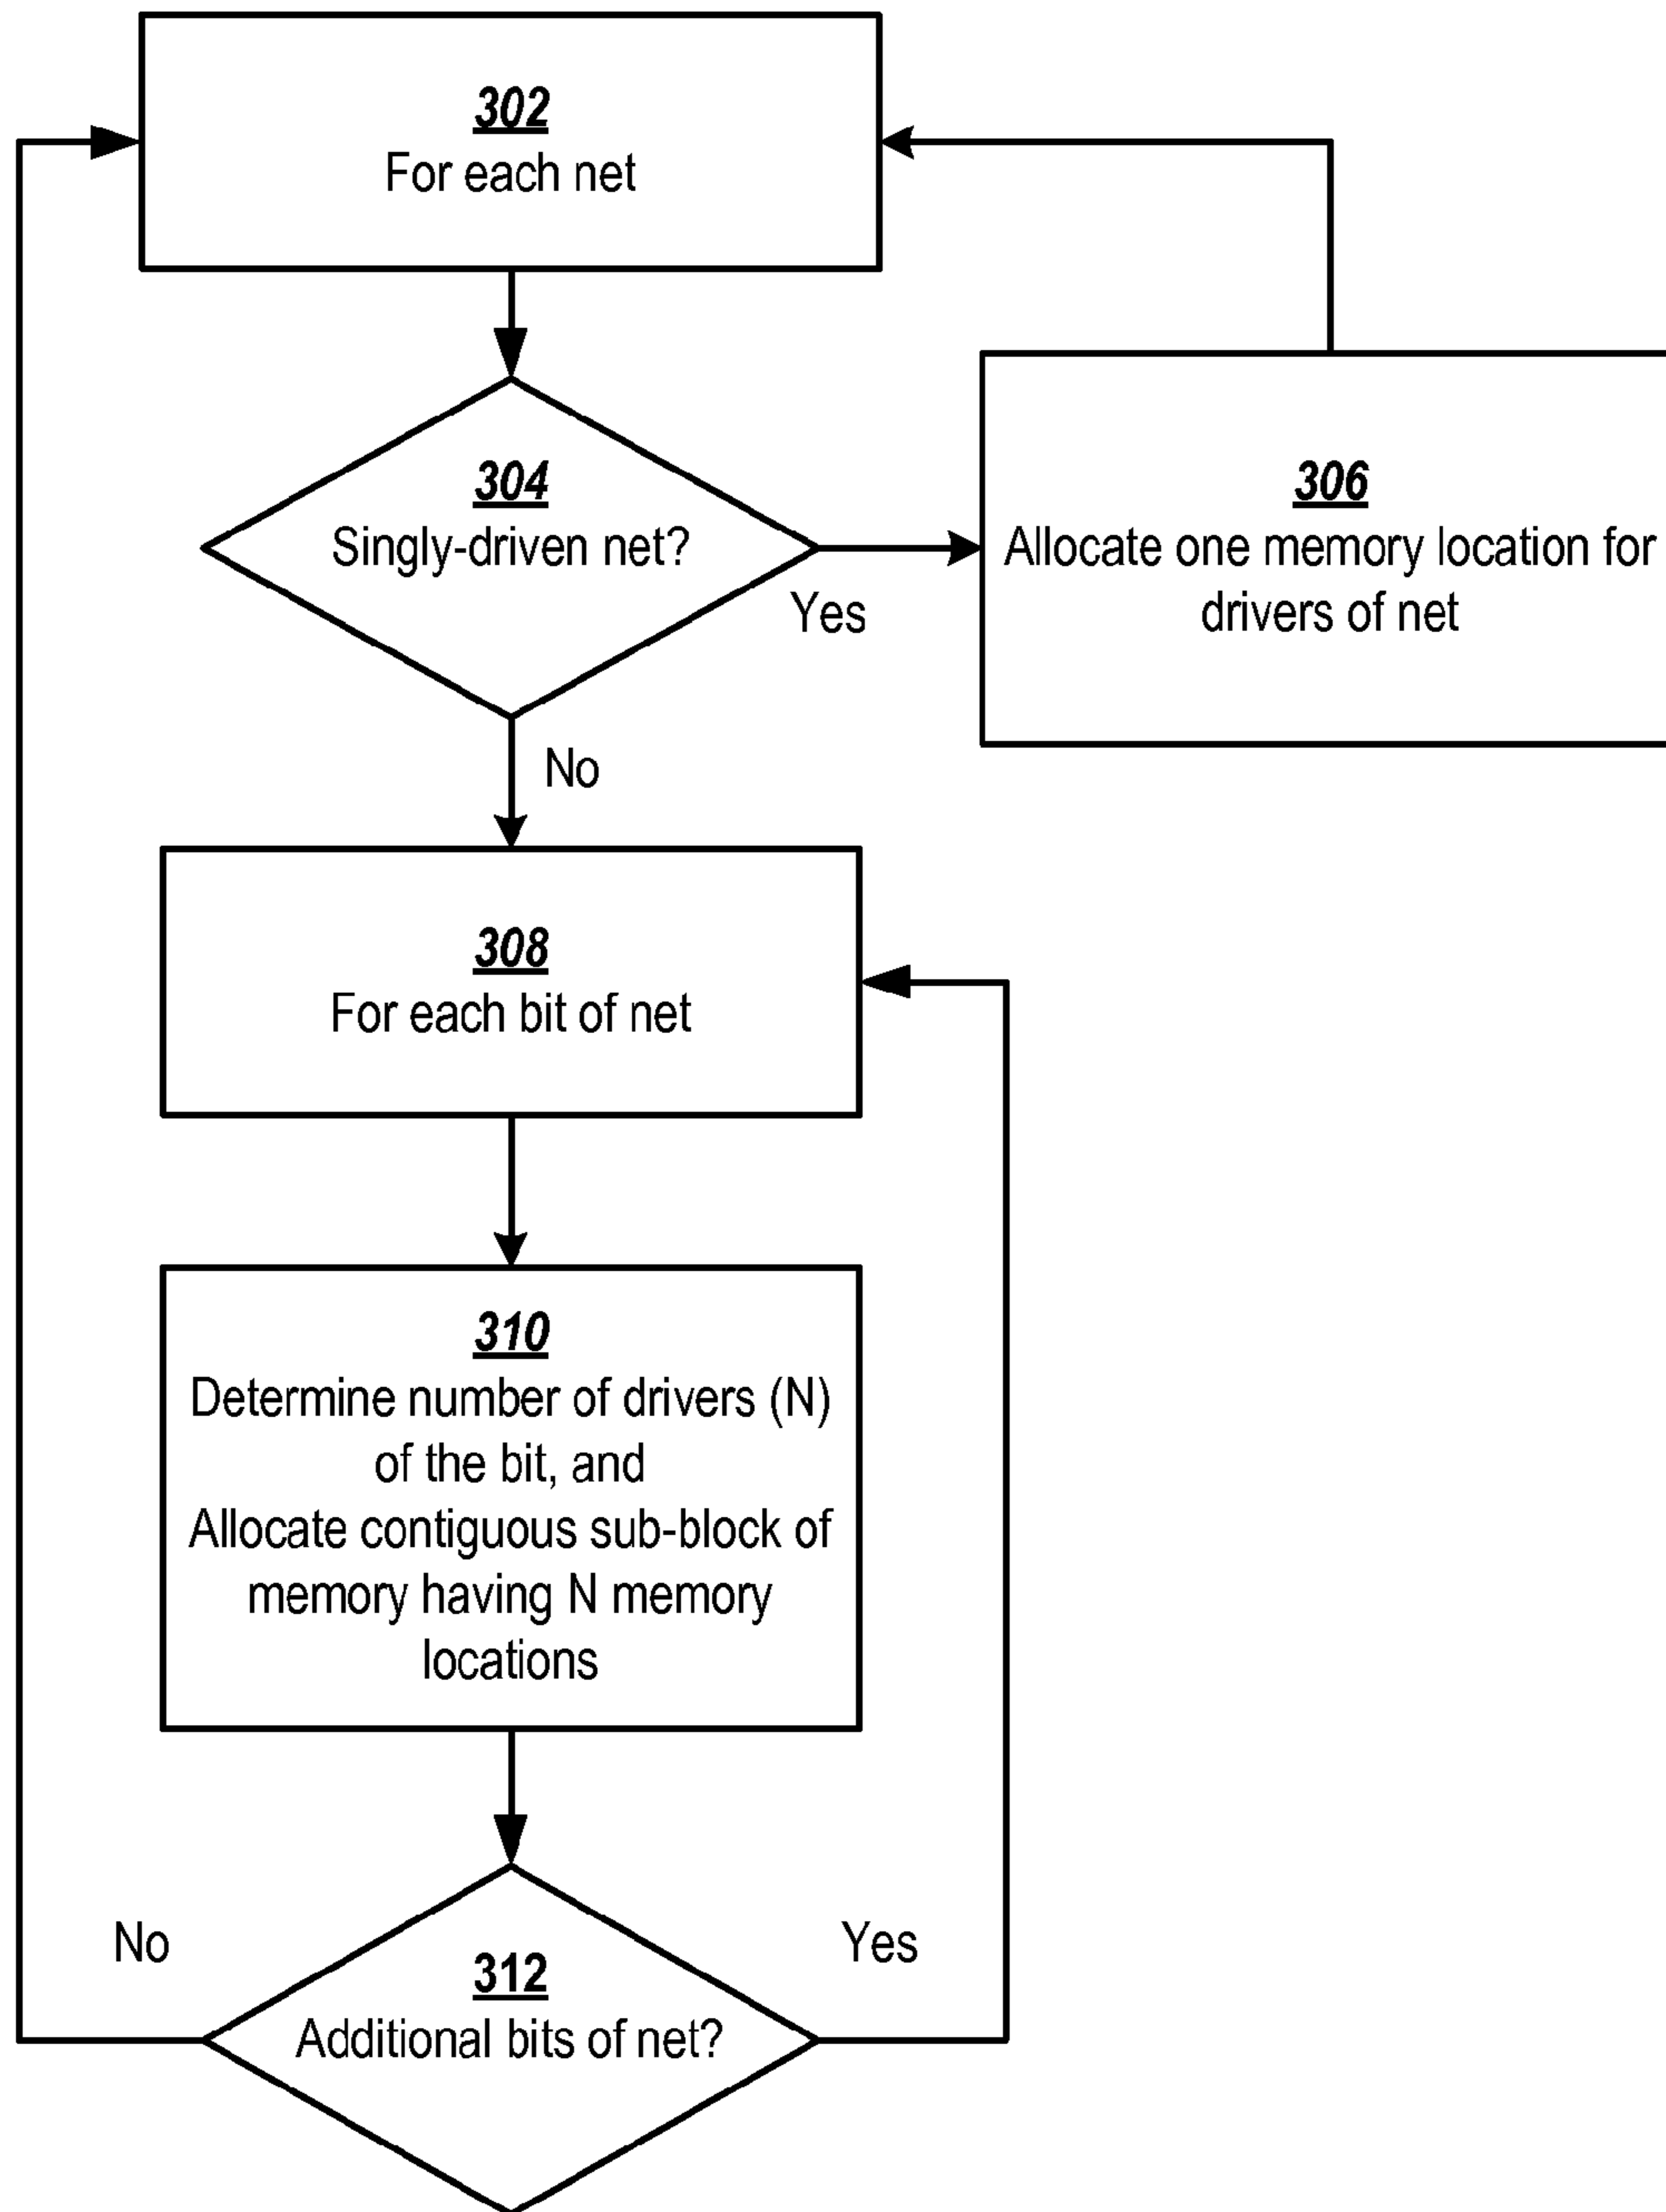 302
For each net
304
Singly-driven net?
Yes
306
Allocate one memory location for
drivers of net
No
308
For each bit of net
310
Determine number of drivers (N)
of the bit, and
Allocate contiguous sub-block of
memory having N memory
locations
No
Yes
312
Additional bits of net?